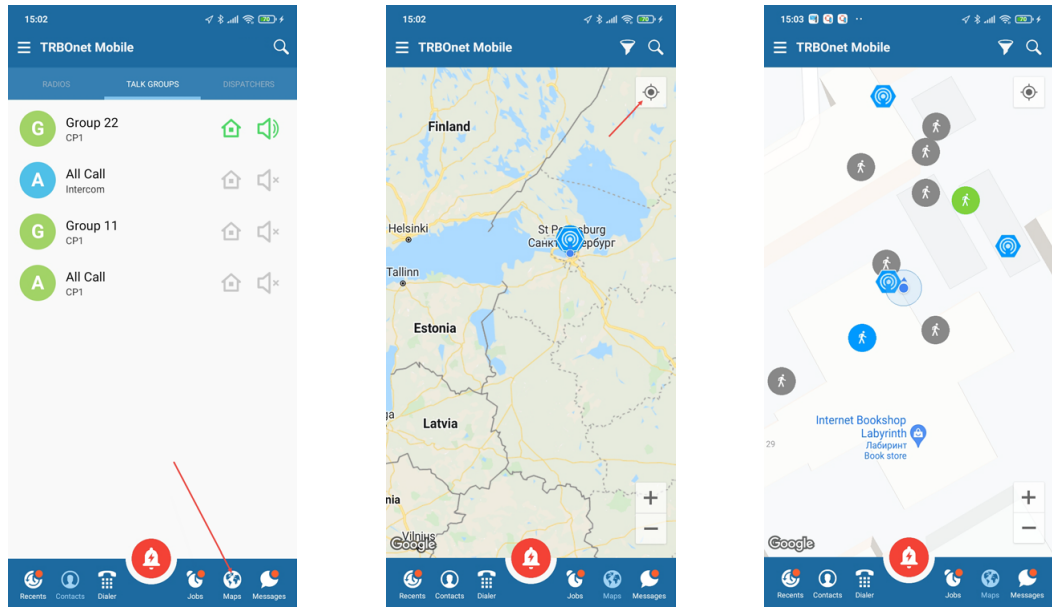 15:02
70
TRBOnet Mobile
RADIOS
TALK GROUPS
DISPATCHERS
G
Group 22
CP1
A
All Call
Intercom
G
Group 11
CP1
A
All Call
CP1
Recents
Contacts
Dialer
Jobs
Maps
Messages
15:02
70
TRBOnet Mobile
Finland
Helsinki
Tallinn
Estonia
Latvia
Google
+
−
Recents
Contacts
Dialer
Jobs
Maps
Messages
15:03
70
TRBOnet Mobile
Internet Bookshop
Labyrinth
Лабиринт
Book store
29
+
−
Google
Recents
Contacts
Dialer
Jobs
Maps
Messages